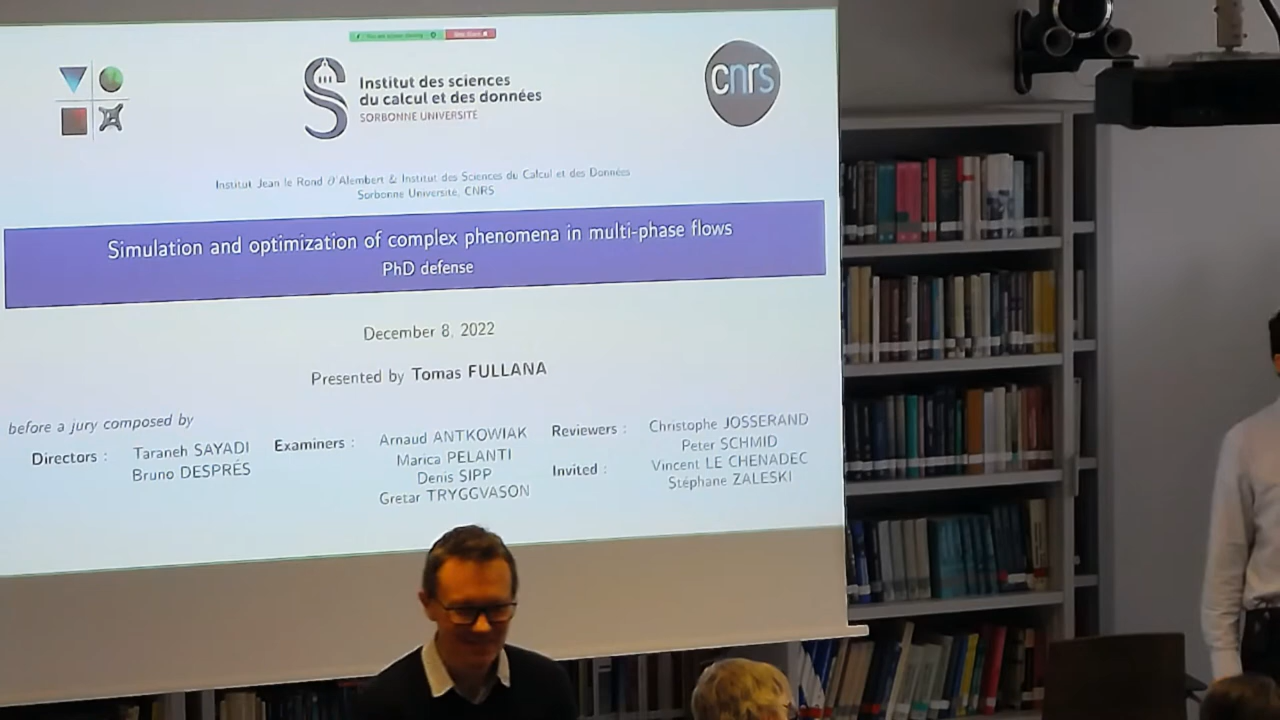 Institut des sciences
du calcul et des données
SORBONNE UNIVERSITÉ
cnrs
Institut Jean le Rond ∂'Alembert & Institut des Sciences du Calcul et des Données
Sorbonne Université, CNRS
Simulation and optimization of complex phenomena in multi-phase flows
PhD defense
December 8, 2022
Presented by Tomas FULLANA
before a jury composed by
Directors :
Taraneh SAYADI
Bruno DESPRÉS
Examiners :
Arnaud ANTKOWIAK
Marica PELANTI
Denis SIPP
Gretar TRYGGVASON
Reviewers :
Christophe JOSSERAND
Peter SCHMID
Invited :
Vincent LE CHENADEC
Stéphane ZALESKI